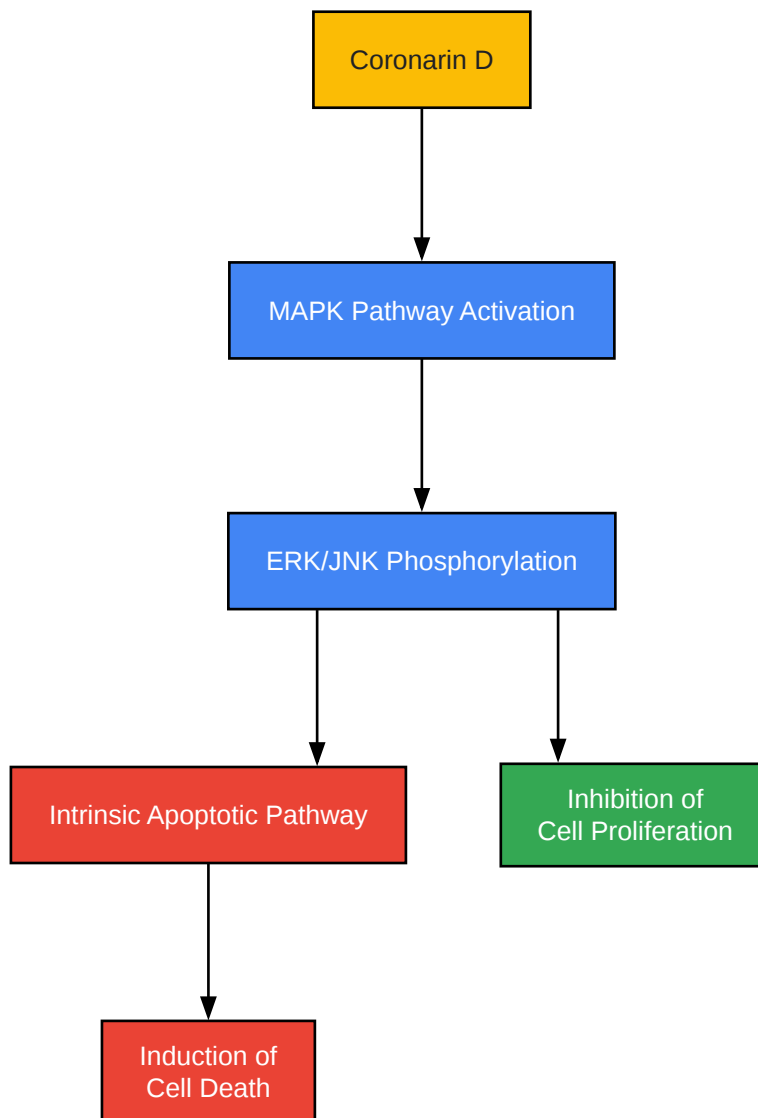 Coronarin D
MAPK Pathway Activation
ERK/JNK Phosphorylation
Intrinsic Apoptotic Pathway
Inhibition of
Cell Proliferation
Induction of
Cell Death